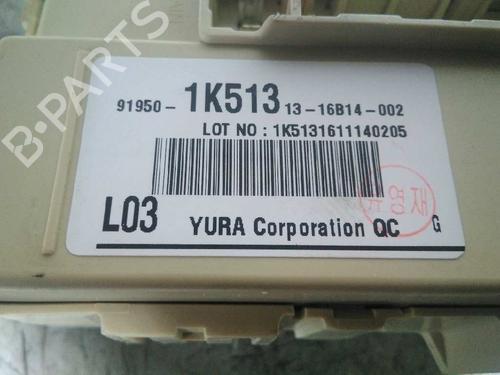 91950- 1K513 13-16B14-002
LOT NO : 1K5131611140205
L03 YURA Corporation QC G
B-PARTS